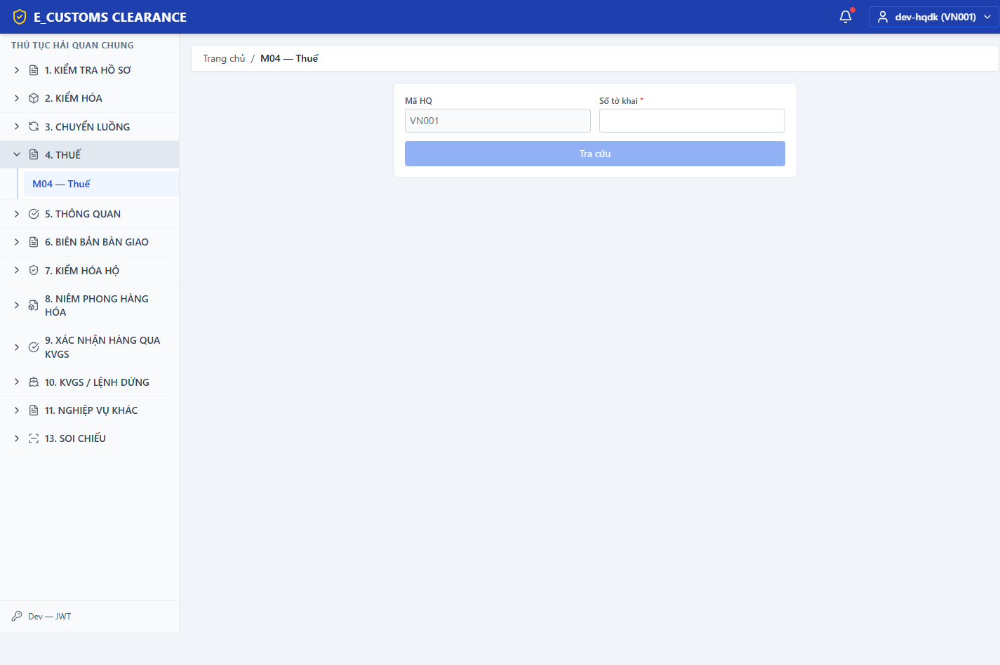 E_CUSTOMS CLEARANCE
dev-hqdk (VN001)
THỦ TỤC HẢI QUAN CHUNG
1. KIỂM TRA HỒ SƠ
2. KIỂM HÓA
3. CHUYỂN LUỒNG
4. THUẾ
M04 — Thuế
5. THÔNG QUAN
6. BIÊN BẢN BÀN GIAO
7. KIỂM HÓA HỘ
8. NIÊM PHONG HÀNG
HÓA
9. XÁC NHẬN HÀNG QUA
KVGS
10. KVGS / LỆNH DỪNG
11. NGHIỆP VỤ KHÁC
13. SOI CHIẾU
Dev — JWT
Trang chủ / M04 — Thuế
Mã HQ
VN001
Số tờ khai *
Tra cứu